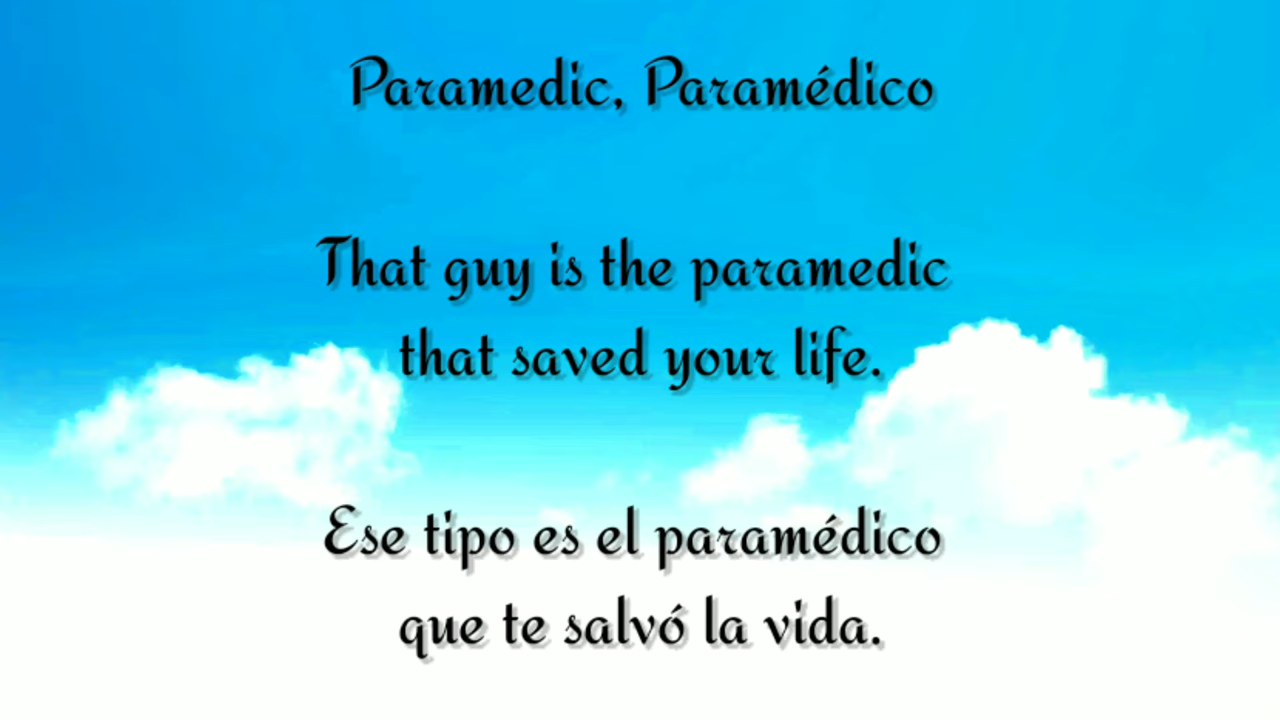 Paramedic, Paramédico
That guy is the paramedic
that saved your life.
Ese tipo es el paramédico
que te salvó la vida.